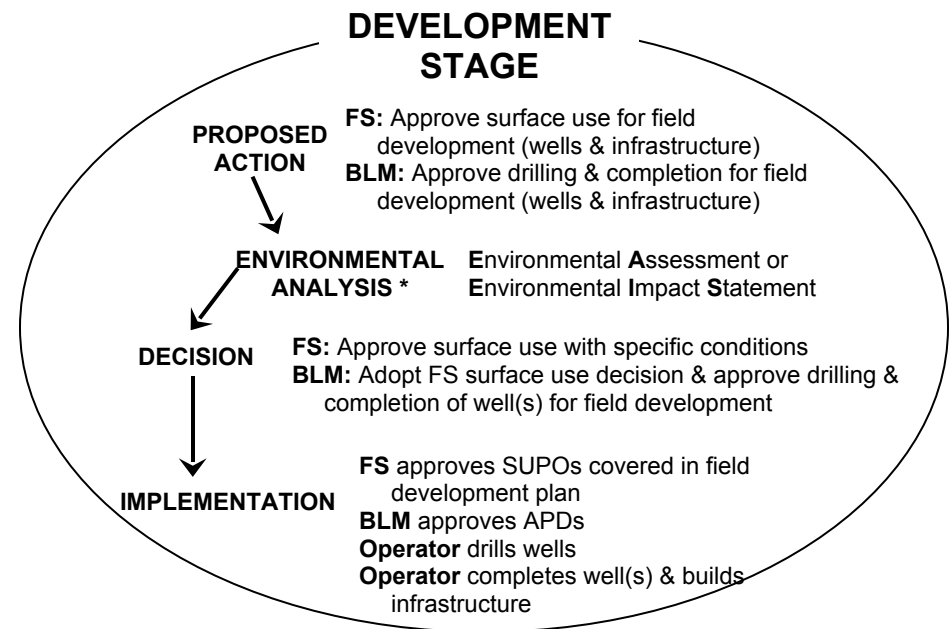 DEVELOPMENT
STAGE
PROPOSED
ACTION
FS: Approve surface use for field
development (wells & infrastructure)
BLM: Approve drilling & completion for field
development (wells & infrastructure)
ENVIRONMENTAL
ANALYSIS *
Environmental Assessment or
Environmental Impact Statement
DECISION
FS: Approve surface use with specific conditions
BLM: Adopt FS surface use decision & approve drilling &
completion of well(s) for field development
IMPLEMENTATION
FS approves SUPOs covered in field
development plan
BLM approves APDs
Operator drills wells
Operator completes well(s) & builds
infrastructure